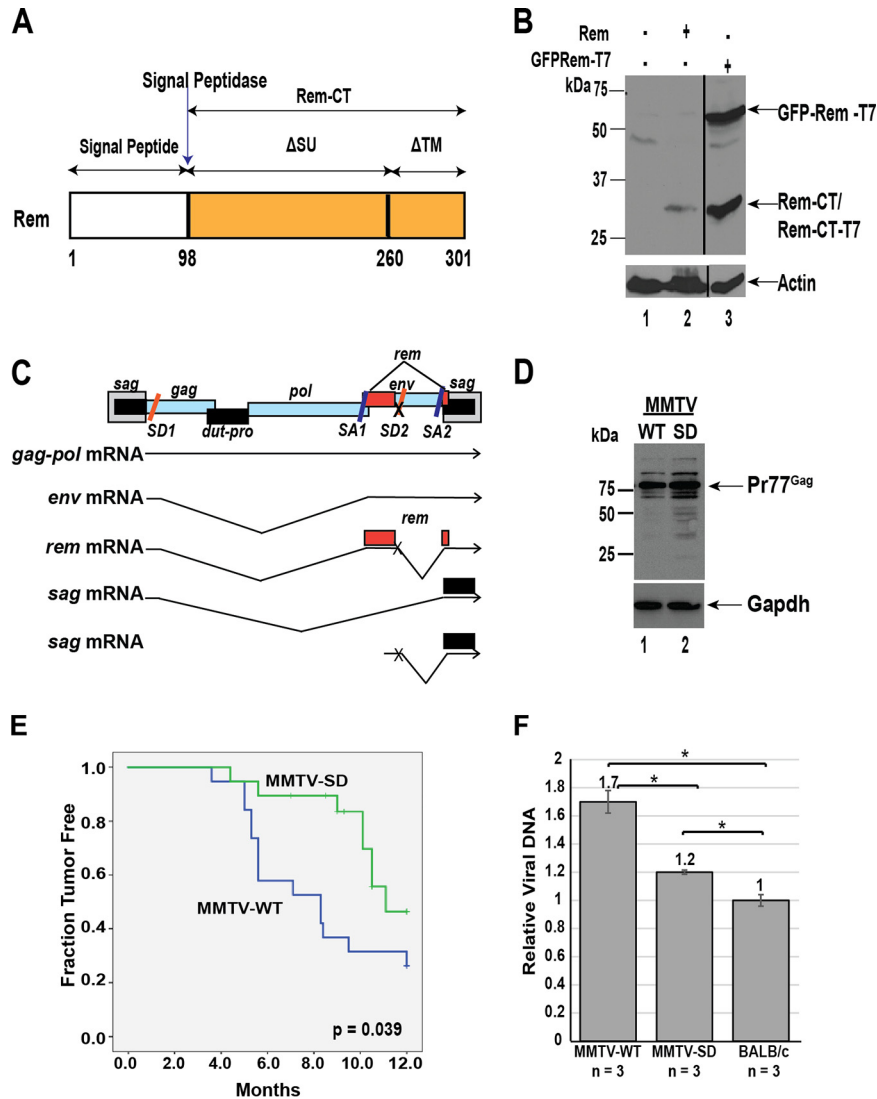 A
Signal Peptidase
Rem-CT
Signal Peptide
ΔSU
ΔTM
Rem
1
98
260
301
B
Rem
- + -
GFPRem-T7
- - +
kDa
75
50
37
25
GFP-Rem -T7
Rem-CT/
Rem-CT-T7
Actin
1 2 3
C
rem
sag gag pol env sag
SD1 dut-pro SA1 SD2 SA2
X
gag-pol mRNA
env mRNA
rem
rem mRNA
X
sag mRNA
sag mRNA
X
D
MMTV
WT SD
kDa
75
50
25
Pr77Gag
Gapdh
1 2
E
Fraction Tumor Free
1.0
0.8
0.6
0.4
0.2
0.0
MMTV-SD
MMTV-WT
p = 0.039
0.0 2.0 4.0 6.0 8.0 10.0 12.0
Months
F
Relative Viral DNA
2
1.8
1.6
1.4
1.2
1
0.8
0.6
0.4
0.2
0
*
*
*
1.7
1.2
1
MMTV-WT MMTV-SD BALB/c
n = 3 n = 3 n = 3